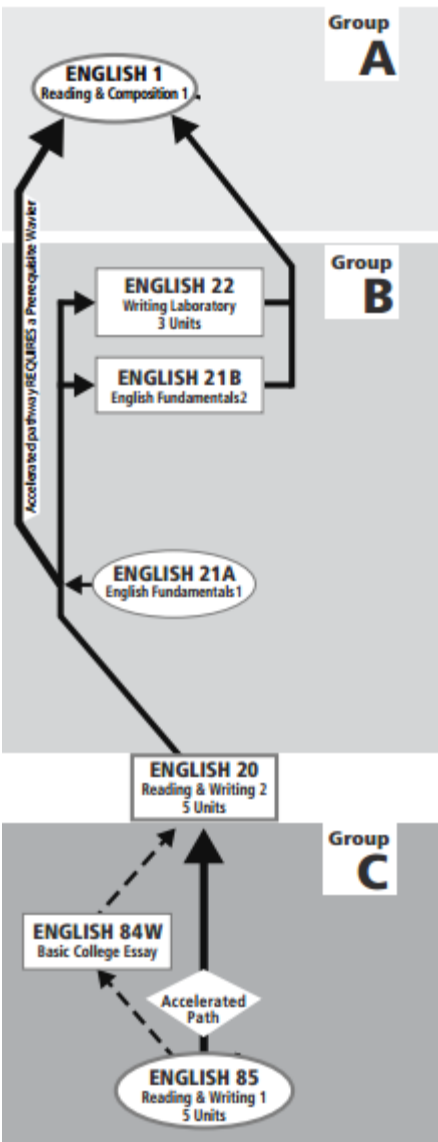 Group
A
ENGLISH 1
Reading & Composition 1
Accelerated pathway REQUIRES a Prerequisite Wavier
Group
B
ENGLISH 22
Writing Laboratory
3 Units
ENGLISH 21B
English Fundamentals2
ENGLISH 21A
English Fundamentals1
ENGLISH 20
Reading & Writing 2
5 Units
Group
C
ENGLISH 84W
Basic College Essay
Accelerated
Path
ENGLISH 85
Reading & Writing 1
5 Units